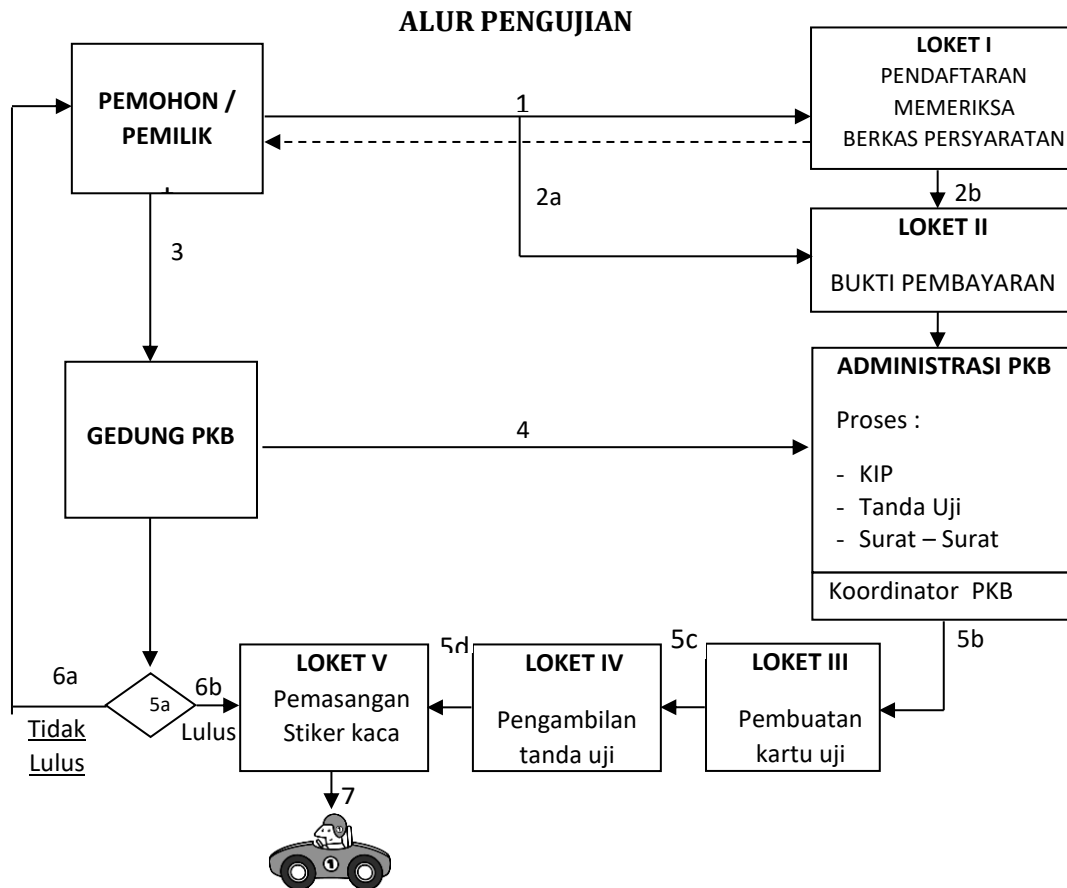 ALUR PENGUJIAN
PEMOHON /
PEMILIK
1
LOKET I
PENDAFTARAN
MEMERIKSA
BERKAS PERSYARATAN
2a
2b
LOKET II
BUKTI PEMBAYARAN
3
GEDUNG PKB
4
ADMINISTRASI PKB
Proses :
- KIP
- Tanda Uji
- Surat – Surat
Koordinator PKB
5b
6a
Tidak
Lulus
5a
6b
Lulus
LOKET V
Pemasangan
Stiker kaca
5d
LOKET IV
Pengambilan
tanda uji
5c
LOKET III
Pembuatan
kartu uji
7
1